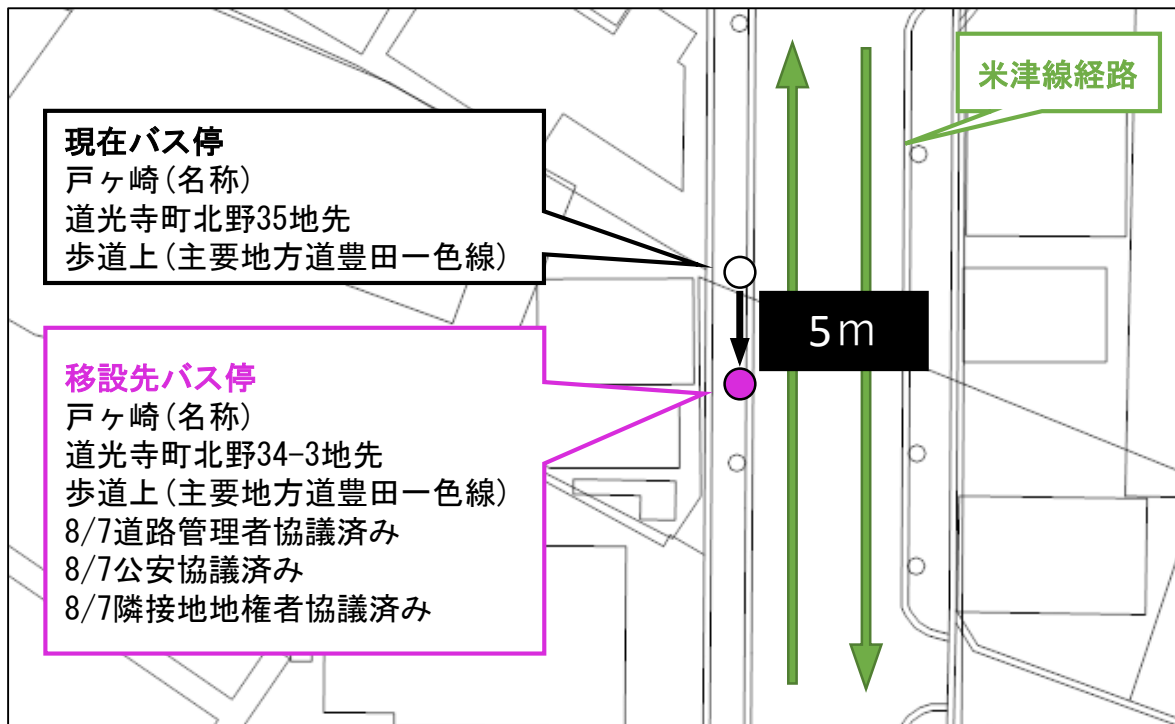 米津線経路
現在バス停
戸ヶ崎(名称)
道光寺町北野35地先
歩道上(主要地方道豊田一色線)
5m
移設先バス停
戸ヶ崎(名称)
道光寺町北野34-3地先
歩道上(主要地方道豊田一色線)
8/7道路管理者協議済み
8/7公安協議済み
8/7隣接地地権者協議済み